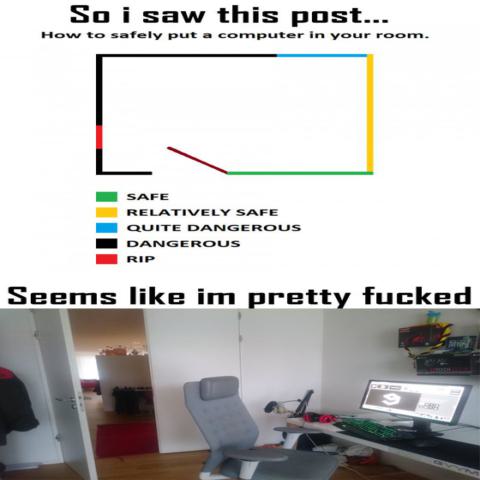 So i saw this post...
How to safely put a computer in your room.
SAFE
RELATIVELY SAFE
QUITE DANGEROUS
DANGEROUS
RIP
Seems like im pretty fucked